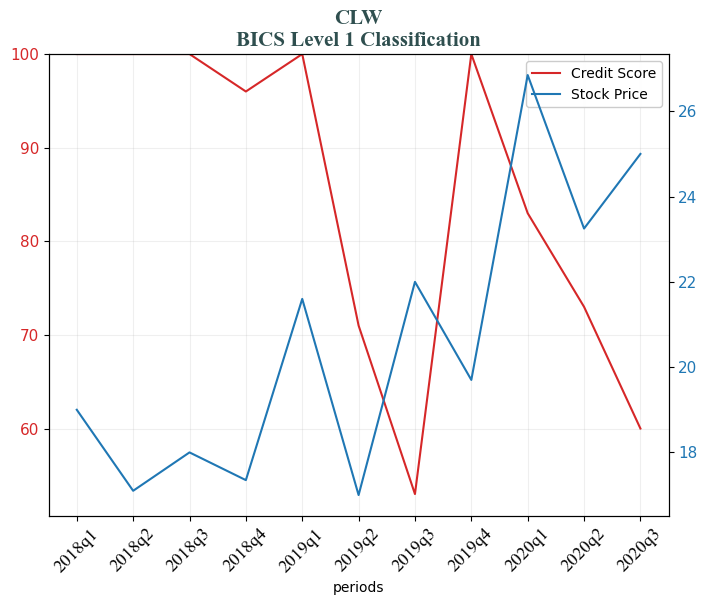 CLW
BICS Level 1 Classification
Credit Score
Stock Price
100
90
80
70
60
26
24
22
20
18
2018q1
2018q2
2018q3
2018q4
2019q1
2019q2
2019q3
2019q4
2020q1
2020q2
2020q3
periods